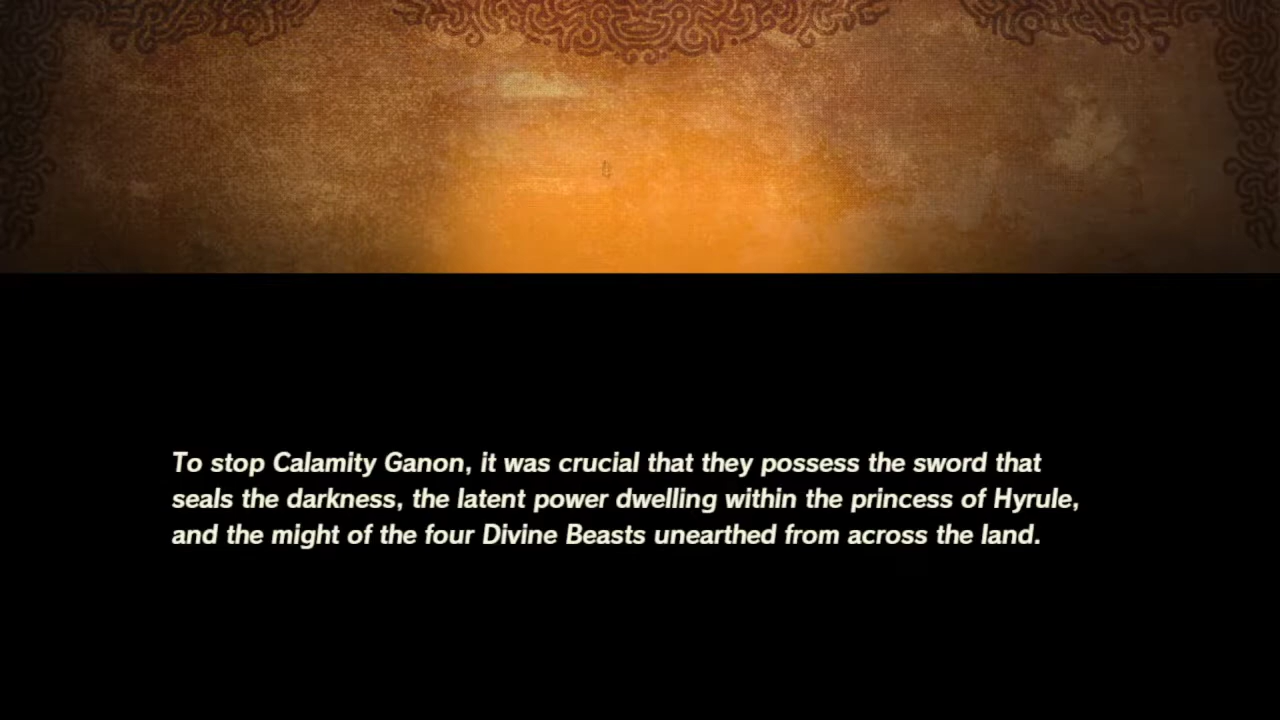 To stop Calamity Ganon, it was crucial that they possess the sword that
seals the darkness, the latent power dwelling within the princess of Hyrule,
and the might of the four Divine Beasts unearthed from across the land.